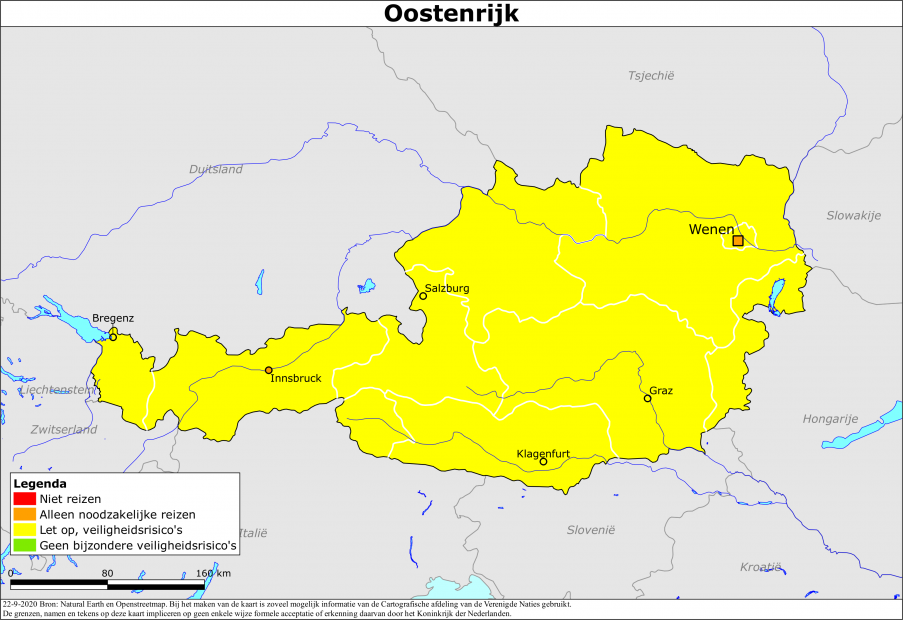 Oostenrijk
Tsjechië
Duitsland
Slowakije
Wenen
Salzburg
Bregenz
Innsbruck
Liechtenstein
Graz
Zwitserland
Hongarije
Klagenfurt
Legenda
Niet reizen
Alleen noodzakelijke reizen
Let op, veiligheidsrisico's
Geen bijzondere veiligheidsrisico's
Italië
Slovenië
Kroatië
0 80 160 km
22-9-2020 Bron: Natural Earth en Openstreetmap. Bij het maken van de kaart is zoveel mogelijk informatie van de Cartografische afdeling van de Verenigde Naties gebruikt.
De grenzen, namen en tekens op deze kaart impliceren op geen enkele wijze formele acceptatie of erkenning daarvan door het Koninkrijk der Nederlanden.